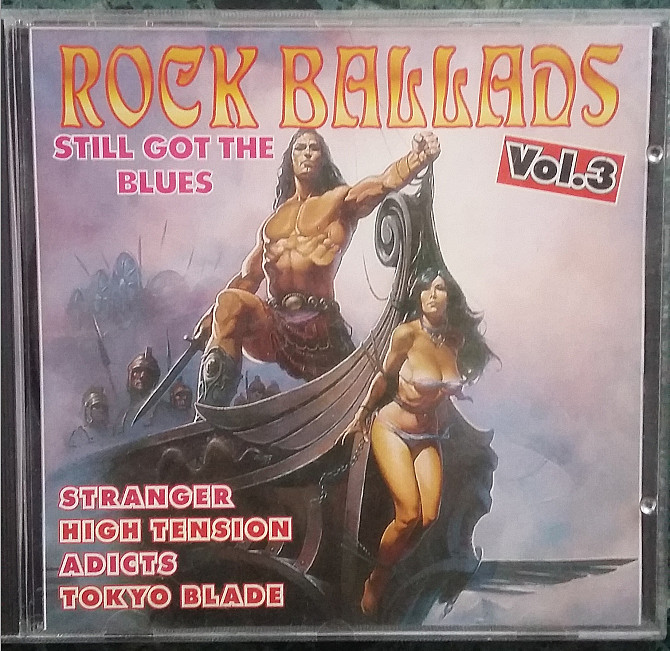 ROCK BALLADS
STILL GOT THE
BLUES
Vol.3
STRANGER
HIGH TENSION
ADICTS
TOKYO BLADE